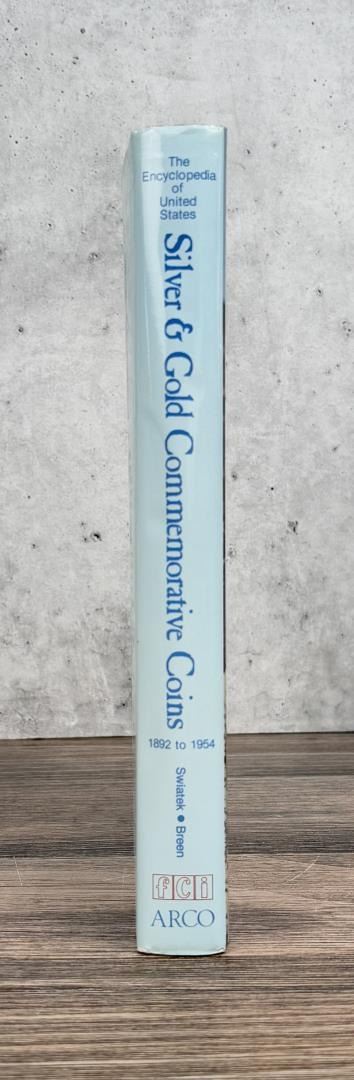 The
Encyclopedia
of
United
States
Silver & Gold Commemorative Coins
1892 to 1954
Swiatek • Breen
fci
ARCO